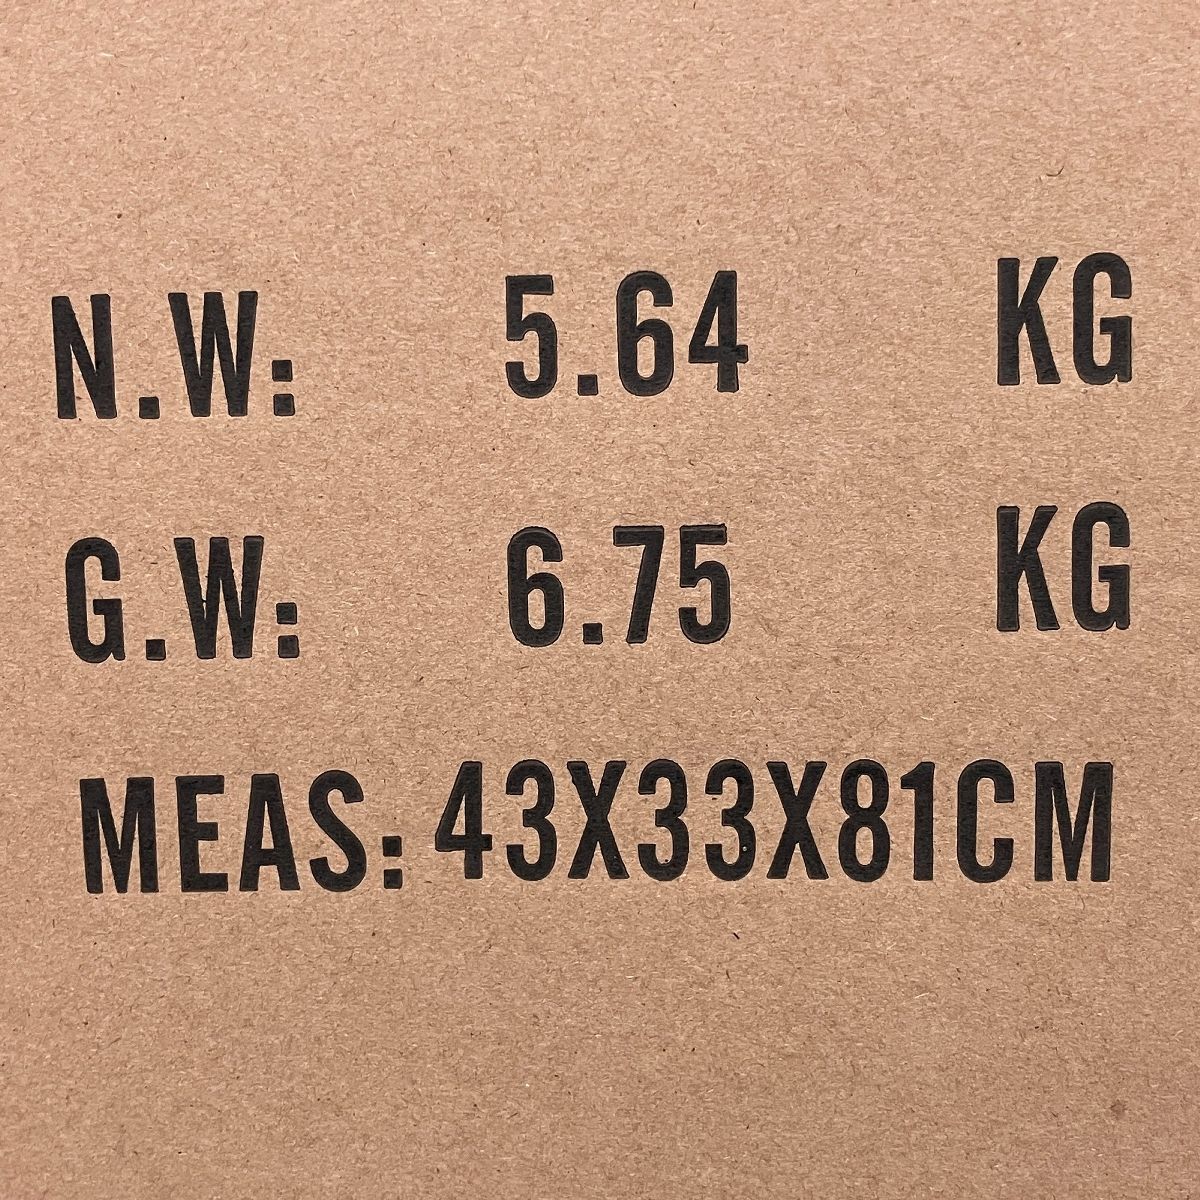 N.W: 5.64 KG
G.W: 6.75 KG
MEAS: 43X33X81CM